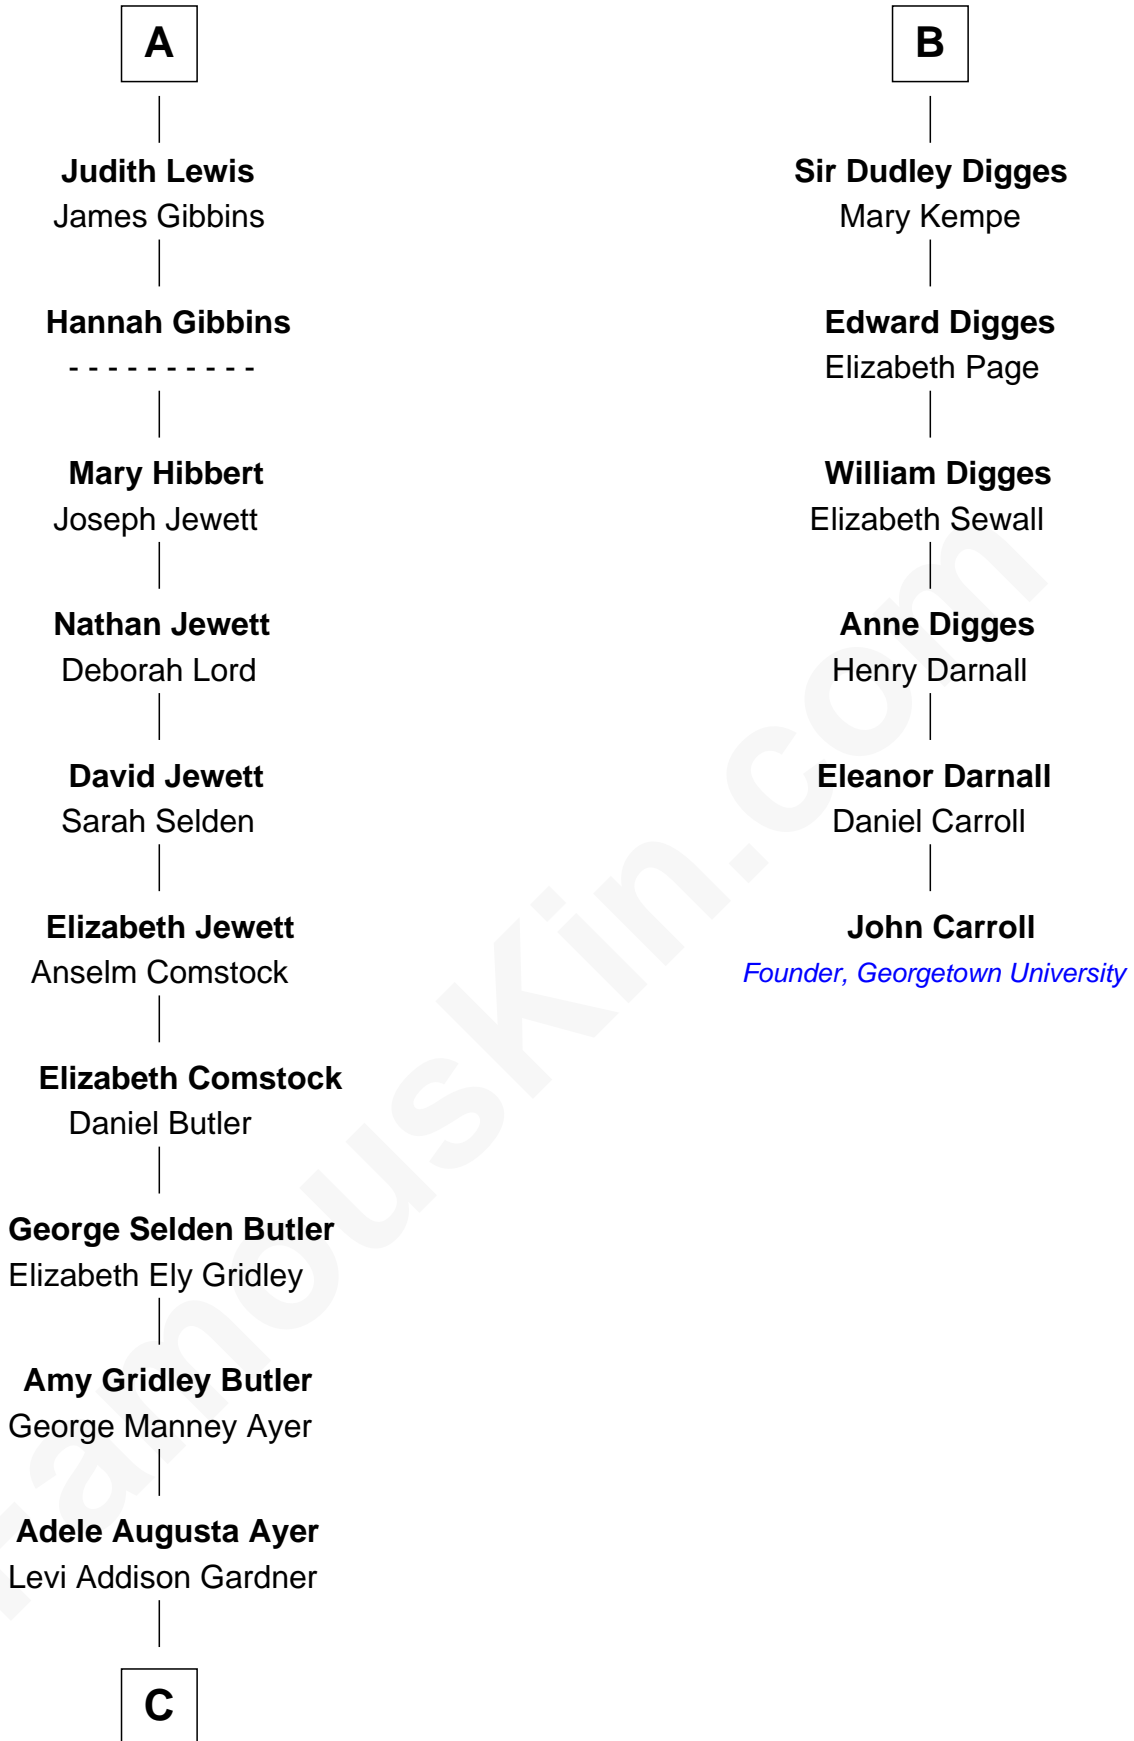 A
Judith Lewis
James Gibbins
Hannah Gibbins
- - - - - - - - - -
Mary Hibbert
Joseph Jewett
Nathan Jewett
Deborah Lord
David Jewett
Sarah Selden
Elizabeth Jewett
Anselm Comstock
Elizabeth Comstock
Daniel Butler
George Selden Butler
Elizabeth Ely Gridley
Amy Gridley Butler
George Manney Ayer
Adele Augusta Ayer
Levi Addison Gardner
C
B
Sir Dudley Digges
Mary Kempe
Edward Digges
Elizabeth Page
William Digges
Elizabeth Sewall
Anne Digges
Henry Darnall
Eleanor Darnall
Daniel Carroll
John Carroll
Founder, Georgetown University
FamousKin.com